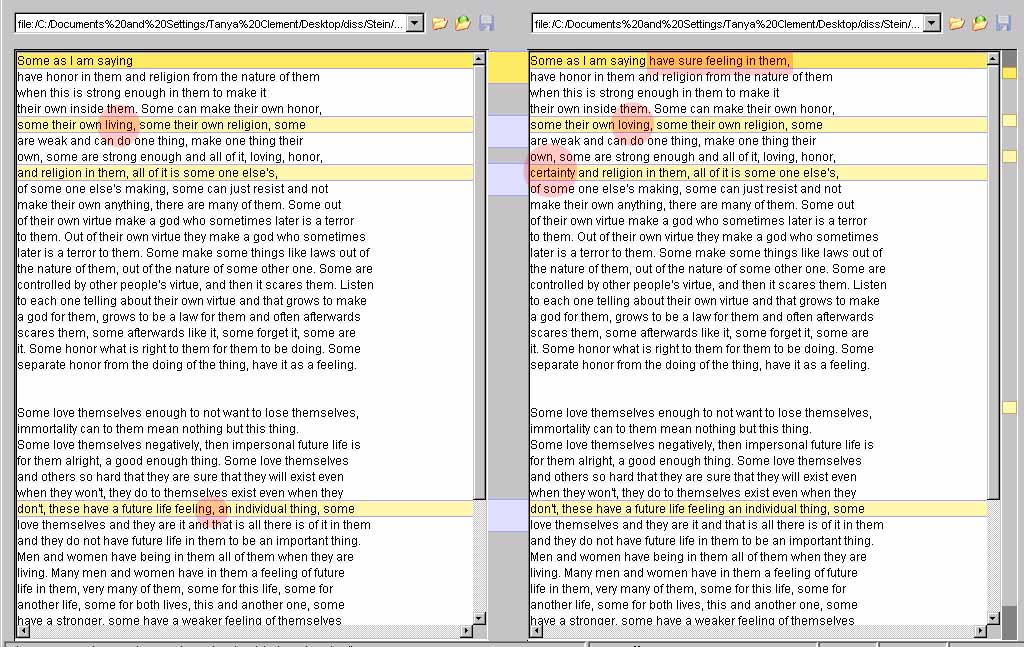 file:/C:/Documents%20and%20Settings/Tanya%20Clement/Desktop/diss/Stein/...
Some as I am saying
have honor in them and religion from the nature of them
when this is strong enough in them to make it
their own inside them. Some can make their own honor,
some their own living, some their own religion, some
are weak and can do one thing, make one thing their
own, some are strong enough and all of it, loving, honor,
and religion in them, all of it is some one else's,
of some one else's making, some can just resist and not
make their own anything, there are many of them. Some out
of their own virtue make a god who sometimes later is a terror
to them. Out of their own virtue they make a god who sometimes
later is a terror to them. Some make some things like laws out of
the nature of them, out of the nature of some other one. Some are
controlled by other people's virtue, and then it scares them. Listen
to each one telling about their own virtue and that grows to make
a god for them, grows to be a law for them and often afterwards
scares them, some afterwards like it, some forget it, some are
it. Some honor what is right to them for them to be doing. Some
separate honor from the doing of the thing, have it as a feeling.
Some love themselves enough to not want to lose themselves,
immortality can to them mean nothing but this thing.
Some love themselves negatively, then impersonal future life is
for them alright, a good enough thing. Some love themselves
and others so hard that they are sure that they will exist even
when they won't, they do to themselves exist even when they
don't, these have a future life feeling, an individual thing, some
love themselves and they are it and that is all there is of it in them
and they do not have future life in them to be an important thing.
Men and women have being in them all of them when they are
living. Many men and women have in them a feeling of future
life in them, very many of them, some for this life, some for
another life, some for both lives, this and another one, some
have a stronger, some have a weaker feeling of themselves
file:/C:/Documents%20and%20Settings/Tanya%20Clement/Desktop/diss/Stein/...
Some as I am saying have sure feeling in them,
have honor in them and religion from the nature of them
when this is strong enough in them to make it
their own inside them. Some can make their own honor,
some their own loving, some their own religion, some
are weak and can do one thing, make one thing their
own, some are strong enough and all of it, loving, honor,
certainty and religion in them, all of it is some one else's,
of some one else's making, some can just resist and not
make their own anything, there are many of them. Some out
of their own virtue make a god who sometimes later is a terror
to them. Out of their own virtue they make a god who sometimes
later is a terror to them. Some make some things like laws out of
the nature of them, out of the nature of some other one. Some are
controlled by other people's virtue, and then it scares them. Listen
to each one telling about their own virtue and that grows to make
a god for them, grows to be a law for them and often afterwards
scares them, some afterwards like it, some forget it, some are
it. Some honor what is right to them for them to be doing. Some
separate honor from the doing of the thing, have it as a feeling.
Some love themselves enough to not want to lose themselves,
immortality can to them mean nothing but this thing.
Some love themselves negatively, then impersonal future life is
for them alright, a good enough thing. Some love themselves
and others so hard that they are sure that they will exist even
when they won't, they do to themselves exist even when they
don't, these have a future life feeling an individual thing, some
love themselves and they are it and that is all there is of it in them
and they do not have future life in them to be an important thing.
Men and women have being in them all of them when they are
living. Many men and women have in them a feeling of future
life in them, very many of them, some for this life, some for
another life, some for both lives, this and another one, some
have a stronger, some have a weaker feeling of themselves